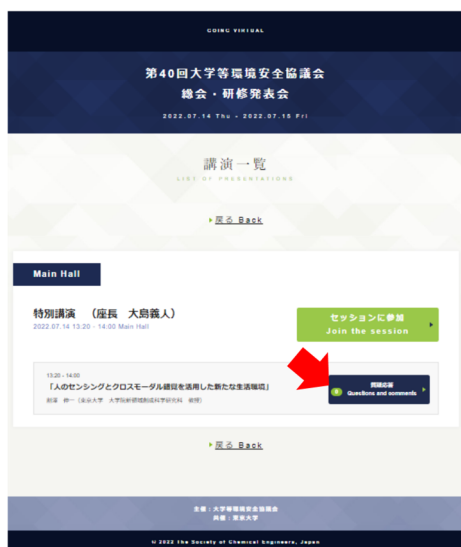 GOING VIRTUAL
第40回大学等環境安全協議会
総会・研修発表会
2022.07.14 Thu - 2022.07.15 Fri
講演一覧
LIST OF PRESENTATIONS
戻る Back
Main Hall
特別講演 （座長 大島義人）
2022.07.14 13:20 - 14:00 Main Hall
セッションに参加
Join the session
13:20 - 14:00
「人のセンシングとクロスモーダル錯覚を活用した新たな生活環境」
伸一（東京大学 大学院新領域創成科学研究科 教授）
質疑応答
0 Questions and comments
戻る Back
主催：大学等環境安全協議会
共催：東京大学
© 2022 The Society of Chemical Engineers, Japan